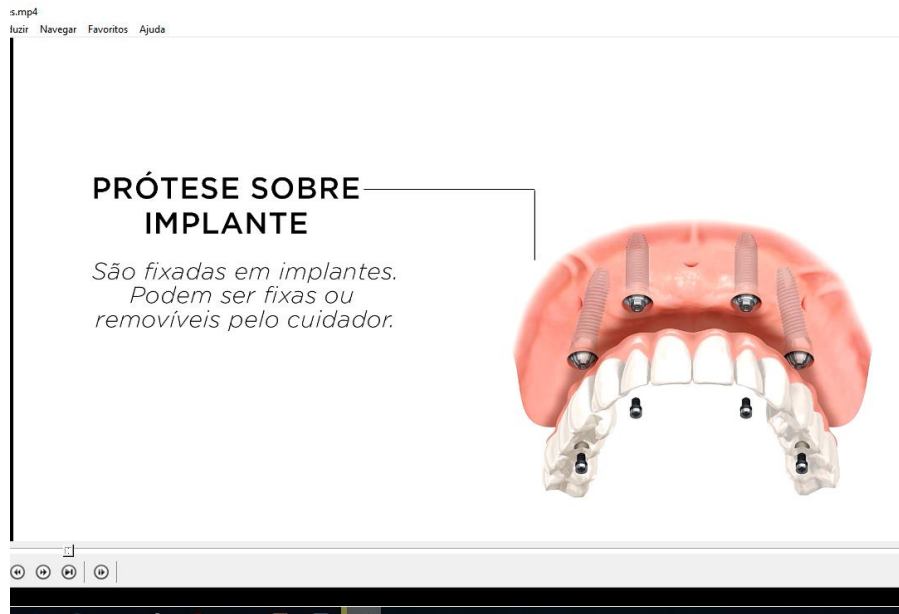 s.mp4
duzir Navegar Favoritos Ajuda
PRÓTESE SOBRE
IMPLANTE
São fixadas em implantes.
Podem ser fixas ou
removíveis pelo cuidador.